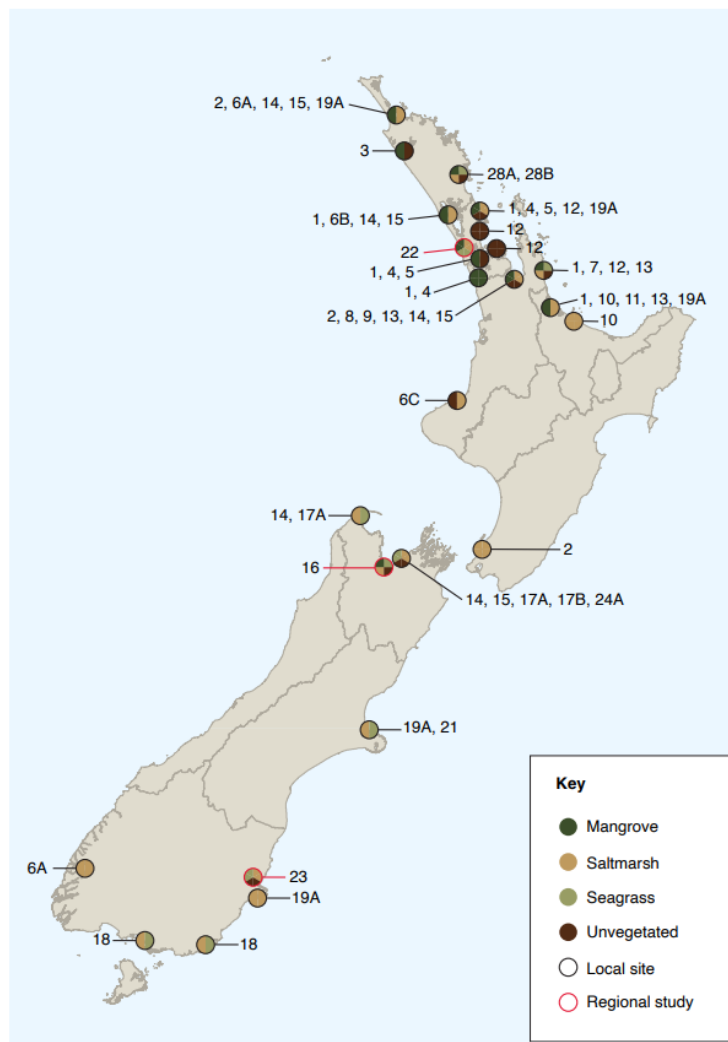 2, 6A, 14, 15, 19A
3
28A, 28B
1, 4, 5, 12, 19A
1, 6B, 14, 15
12
22
12
1, 4, 5
1, 7, 12, 13
1, 4
1, 10, 11, 13, 19A
2, 8, 9, 13, 14, 15
10
6C
14, 17A
2
16
14, 15, 17A, 17B, 24A
19A, 21
Key
Mangrove
Saltmarsh
6A
23
Seagrass
19A
Unvegetated
18
18
Local site
Regional study